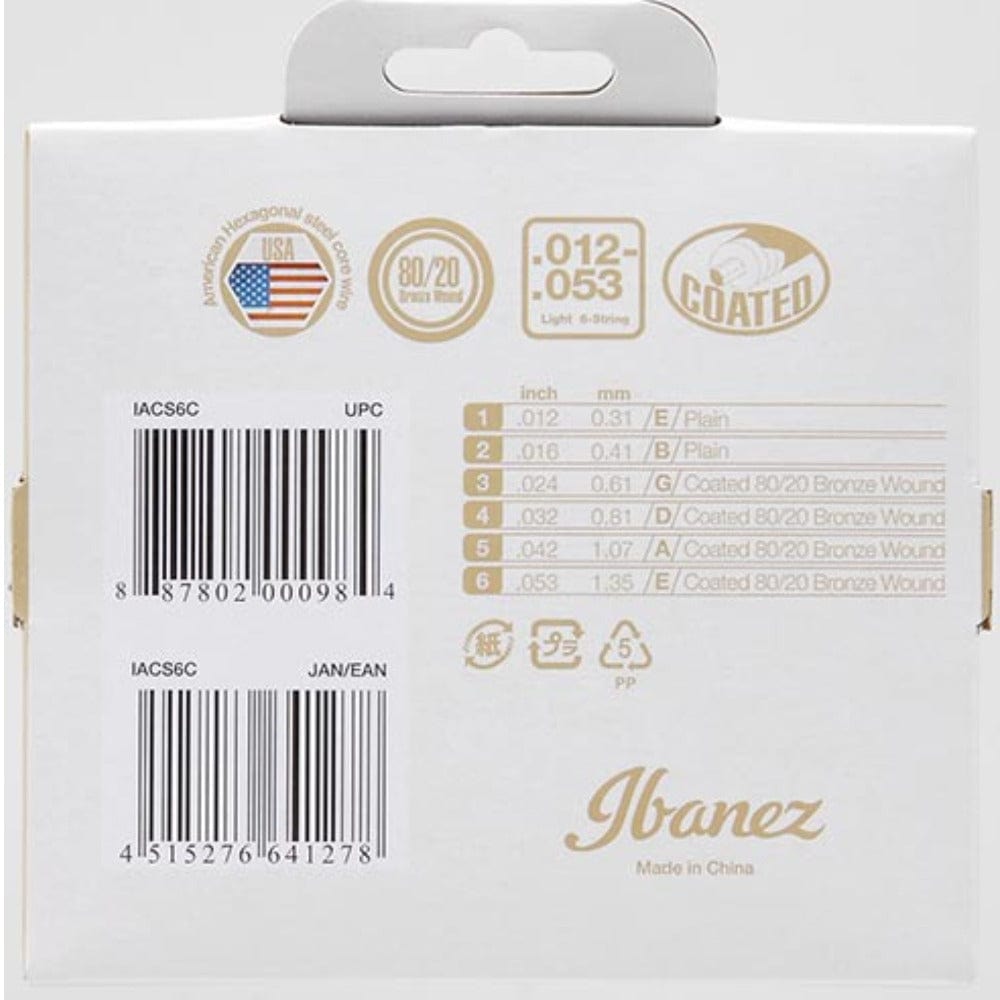 American Hexagonal steel core wire
USA
80/20
Bronze Wound
.012-
.053
Light 6-String
COATED
IACS6C UPC
8 87802 00098 4
IACS6C JAN/EAN
4 515276 641278
inch mm
1 .012 0.31 /E/ Plain
2 .016 0.41 /B/ Plain
3 .024 0.61 /G/ Coated 80/20 Bronze Wound
4 .032 0.81 /D/ Coated 80/20 Bronze Wound
5 .042 1.07 /A/ Coated 80/20 Bronze Wound
6 .053 1.35 /E/ Coated 80/20 Bronze Wound
紙 プラ 5
PP
Ibanez
Made in China